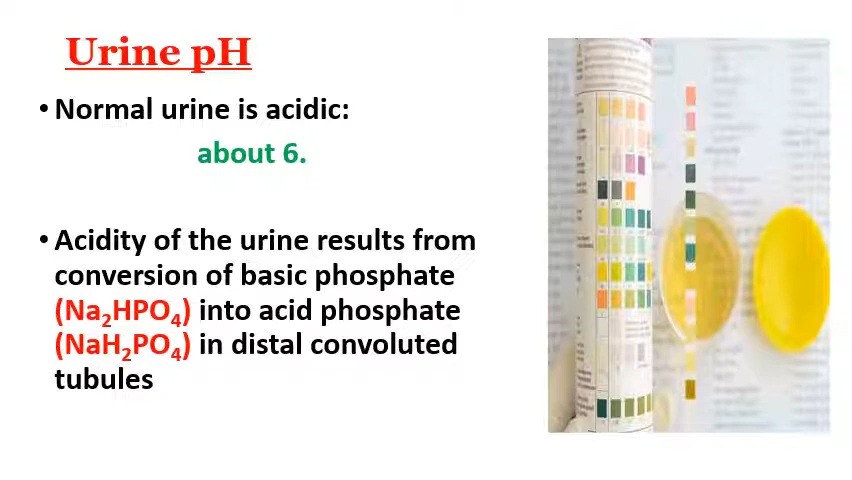 Urine pH
• Normal urine is acidic:
about 6.
• Acidity of the urine results from
conversion of basic phosphate
(Na₂HPO₄) into acid phosphate
(NaH₂PO₄) in distal convoluted
tubules